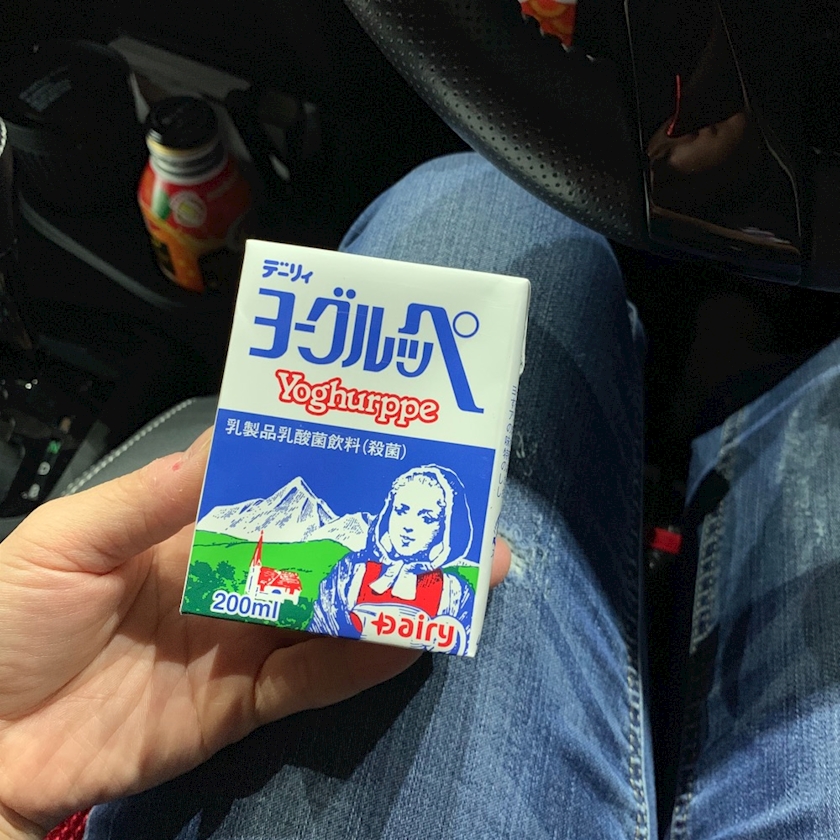 デーリィ
ヨーグルッペ
Yoghurppe
乳製品乳酸菌飲料(殺菌)
200ml
Dairy